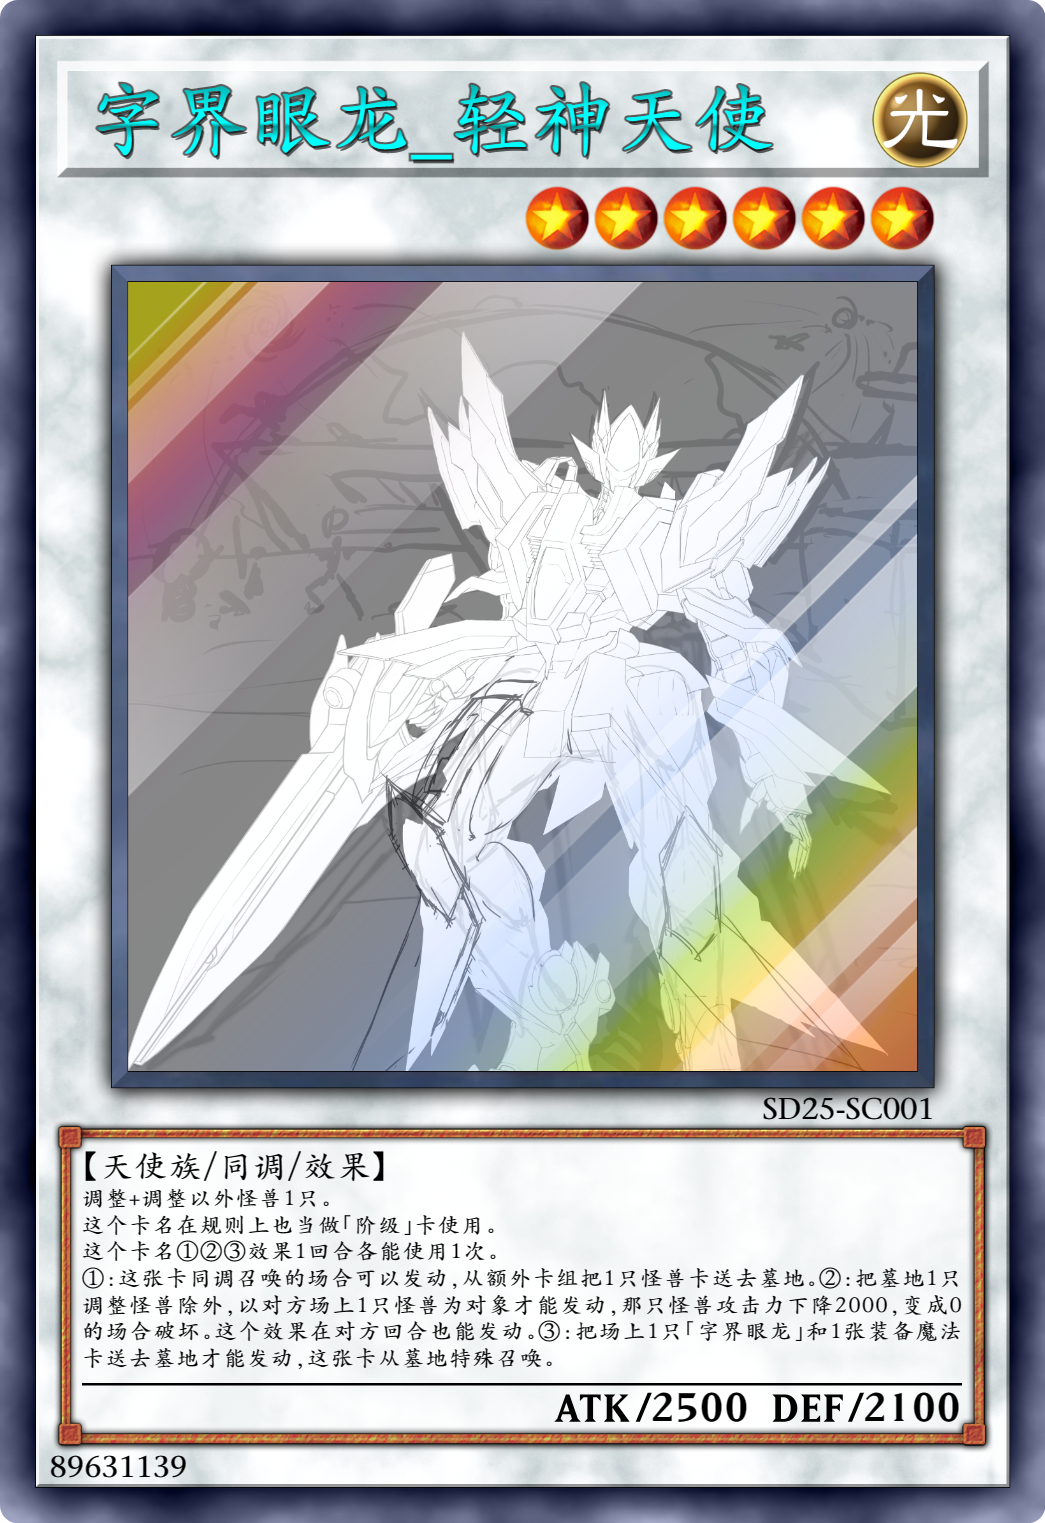 字界眼龙_轻神天使
光
SD25-SC001
【天使族/同调/效果】
调整+调整以外怪兽1只。
这个卡名在规则上也当做「阶级」卡使用。
这个卡名①②③效果1回合各能使用1次。
①:这张卡同调召唤的场合可以发动,从额外卡组把1只怪兽卡送去墓地。②:把墓地1只
调整怪兽除外,以对方场上1只怪兽为对象才能发动,那只怪兽攻击力下降2000,变成0
的场合破坏。这个效果在对方回合也能发动。③:把场上1只「字界眼龙」和1张装备魔法
卡送去墓地才能发动,这张卡从墓地特殊召唤。
ATK/2500 DEF/2100
89631139